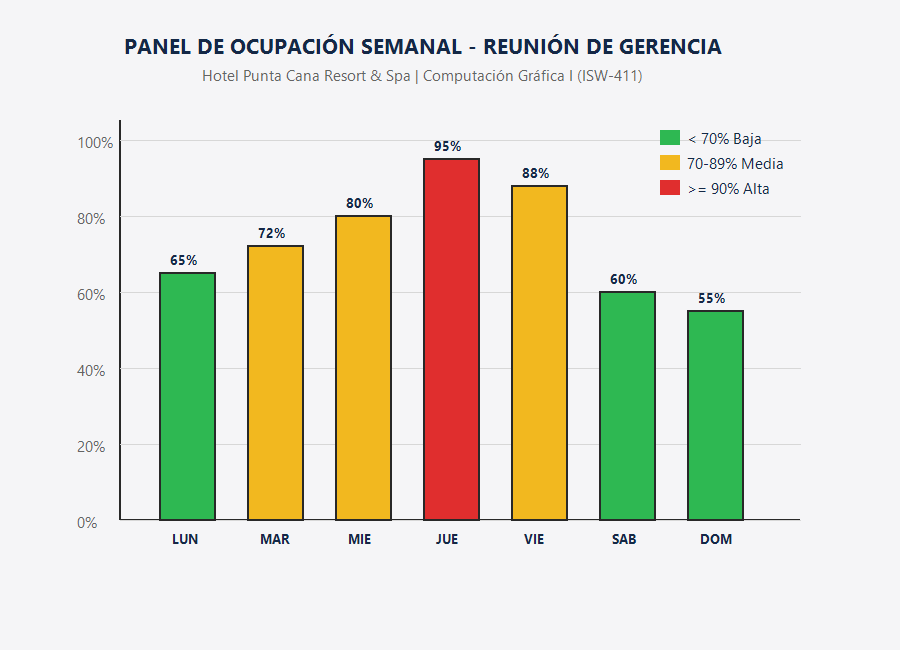 PANEL DE OCUPACIÓN SEMANAL - REUNIÓN DE GERENCIA
Hotel Punta Cana Resort & Spa | Computación Gráfica I (ISW-411)
< 70% Baja
70-89% Media
>= 90% Alta
100%
80%
60%
40%
20%
0%
65%
72%
80%
95%
88%
60%
55%
LUN MAR MIE JUE VIE SAB DOM